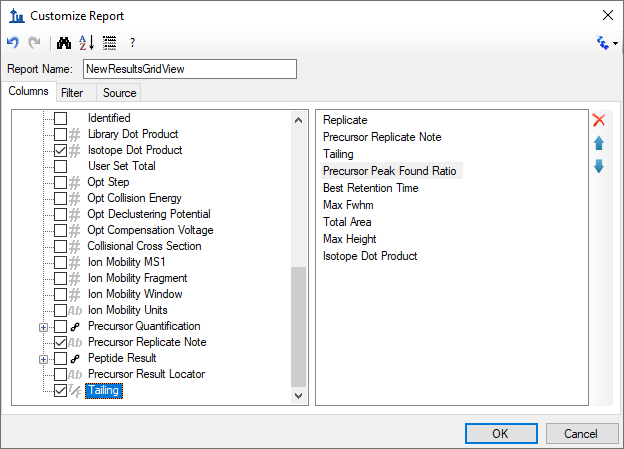 Customize Report
Report Name: NewResultsGridView
Columns Filter Source
Identified
# Library Dot Product
# Isotope Dot Product
User Set Total
# Opt Step
# Opt Collision Energy
# Opt Declustering Potential
# Opt Compensation Voltage
# Collisional Cross Section
# Ion Mobility MS1
# Ion Mobility Fragment
# Ion Mobility Window
Ab Ion Mobility Units
Precursor Quantification
Ab Precursor Replicate Note
Peptide Result
Ab Precursor Result Locator
T/F Tailing
Replicate
Precursor Replicate Note
Tailing
Precursor Peak Found Ratio
Best Retention Time
Max Fwhm
Total Area
Max Height
Isotope Dot Product
OK Cancel